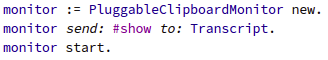 monitor := PluggableClipboardMonitor new.
monitor send: #show to: Transcript.
monitor start.